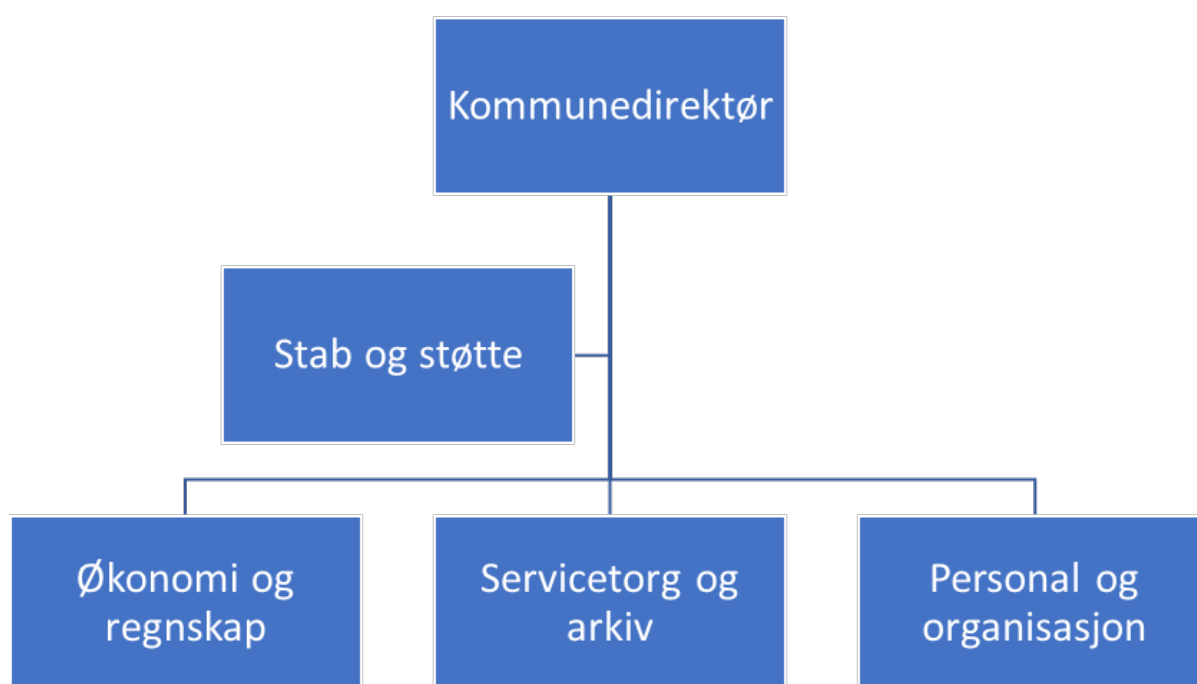 Kommunedirektør
Stab og støtte
Økonomi og
regnskap
Servicetorg og
arkiv
Personal og
organisasjon